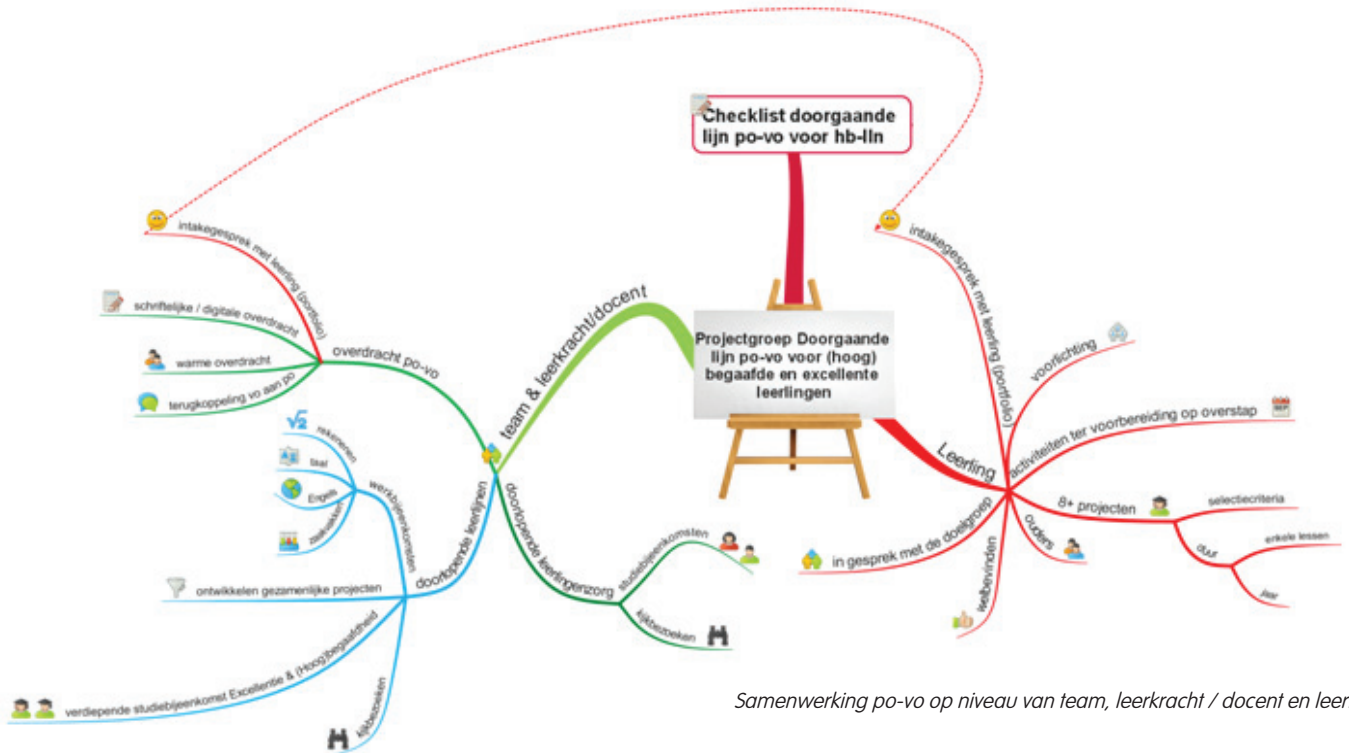 Checklist doorgaande
lijn po-vo voor hb-lln
Projectgroep Doorgaande
lijn po-vo voor (hoog)
begaafde en excellente
leerlingen
team & leerkracht/docent
overdracht po-vo
intakegesprek met leerling (portfolio)
schriftelijke / digitale overdracht
warme overdracht
terugkoppeling vo aan po
doorlopende leerlijnen
werkbijeenkomsten
rekenenen
taal
Engels
zaakvakken
ontwikkelen gezamenlijke projecten
verdiepende studiebijeenkomst Excellentie & (Hoog)begaafdheid
kijkbezoeken
doorlopende leerlingenzorg
studiebijeenkomsten
kijkbezoeken
Leerling
intakegesprek met leerling (portfolio)
voorlichting
activiteiten ter voorbereiding op overstap
SEP
8+ projecten
selectiecriteria
duur
enkele lessen
jaar
ouders
welbevinden
in gesprek met de doelgroep
√2
Samenwerking po-vo op niveau van team, leerkracht / docent en leer